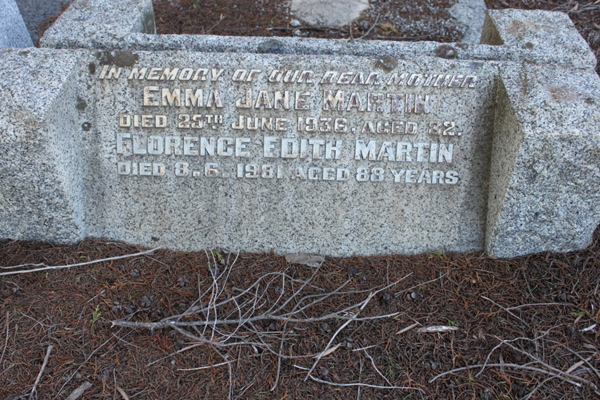 IN MEMORY OF OUR DEAR MOTHER
EMMA JANE MARTIN
DIED 25TH JUNE 1936. AGED 82.
FLORENCE EDITH MARTIN
DIED 8. 6. 1981. AGED 88 YEARS.